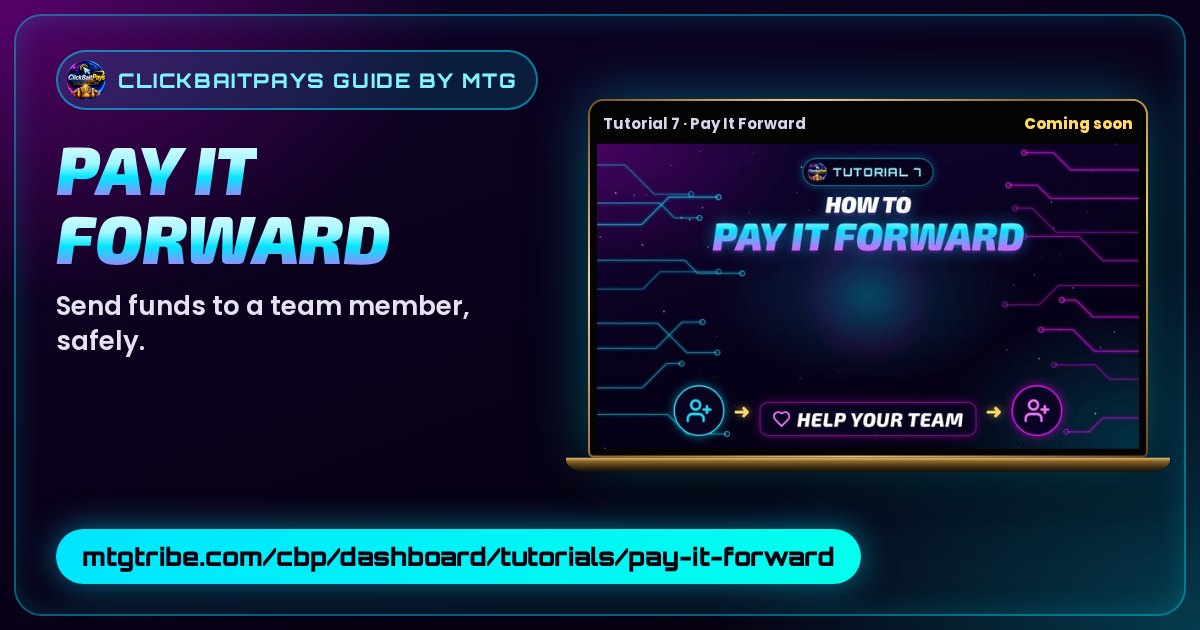 ClickBaitPays
CLICKBAITPAYS GUIDE BY MTG
PAY IT
FORWARD
Send funds to a team member,
safely.
Tutorial 7 · Pay It Forward
Coming soon
TUTORIAL 7
HOW TO
PAY IT FORWARD
HELP YOUR TEAM
mtgtribe.com/cbp/dashboard/tutorials/pay-it-forward